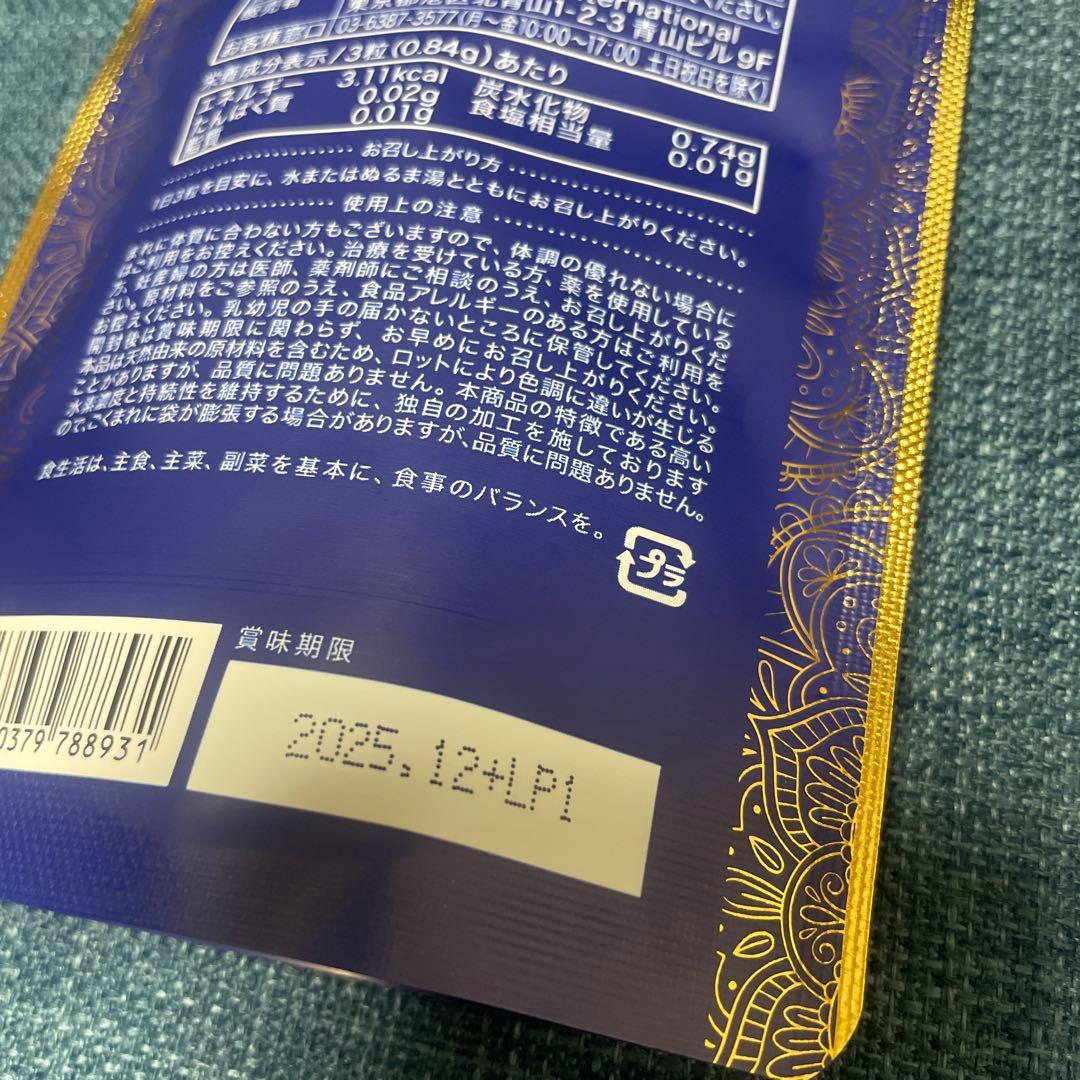 販売者
ternational
東京都港区北青山1-2-3 青山ビル9F
お客様窓口 03-6387-3577(月〜金10:00〜17:00 土日祝日を除く)
栄養成分表示/3粒(0.84g)あたり
エネルギー 3.11kcal 炭水化物 0.74g
たんぱく質 0.02g 食塩相当量 0.01g
脂質 0.01g
お召し上がり方
1日3粒を目安に、水またはぬるま湯とともにお召し上がりください。
使用上の注意
まれに体質に合わない方もございますので、体調の優れない場合に
はご利用をお控えください。治療を受けている方、薬を使用している
方、妊産婦の方は医師、薬剤師にご相談のうえ、お召し上がりくだ
さい。原材料をご参照のうえ、食品アレルギーのある方はご利用を
お控えください。乳幼児の手の届かないところに保管してください。
開封後は賞味期限に関わらず、お早めにお召し上がりください。
本品は天然由来の原材料を含むため、ロットにより色調に違いが生じる
ことがありますが、品質に問題ありません。本商品の特徴である高い
水素濃度と持続性を維持するために、独自の加工を施しております
ので、ごくまれに袋が膨張する場合がありますが、品質に問題ありません。
食生活は、主食、主菜、副菜を基本に、食事のバランスを。
プラ
賞味期限
0379 788931
2025.12+LP1